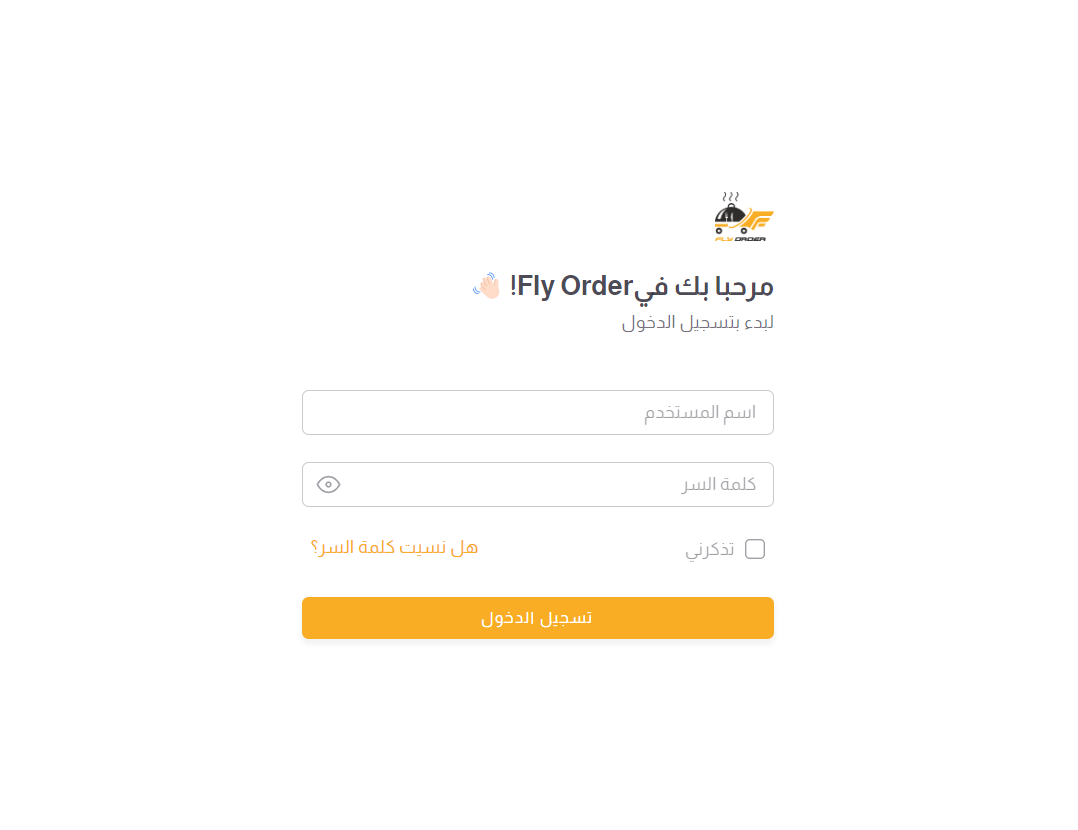 FLY ORDER
مرحبا بك فيFly Order! 👋🏻
لبدء بتسجيل الدخول
اسم المستخدم
كلمة السر
تذكرني
هل نسيت كلمة السر؟
تسجيل الدخول